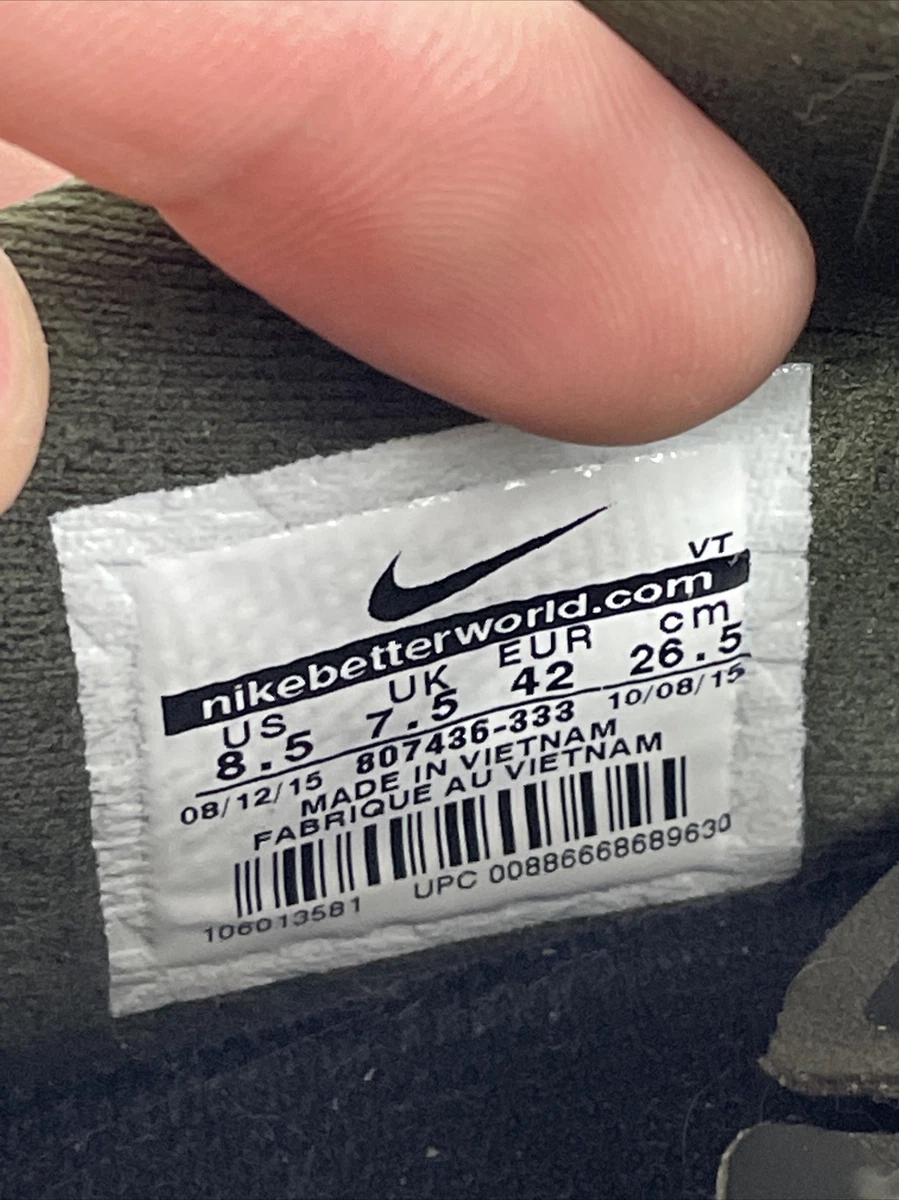 VT
nikebetterworld.com
US UK EUR cm
8.5 7.5 42 26.5
08/12/15 807436-333 10/08/15
MADE IN VIETNAM
FABRIQUE AU VIETNAM
106013581 UPC 00886668689630